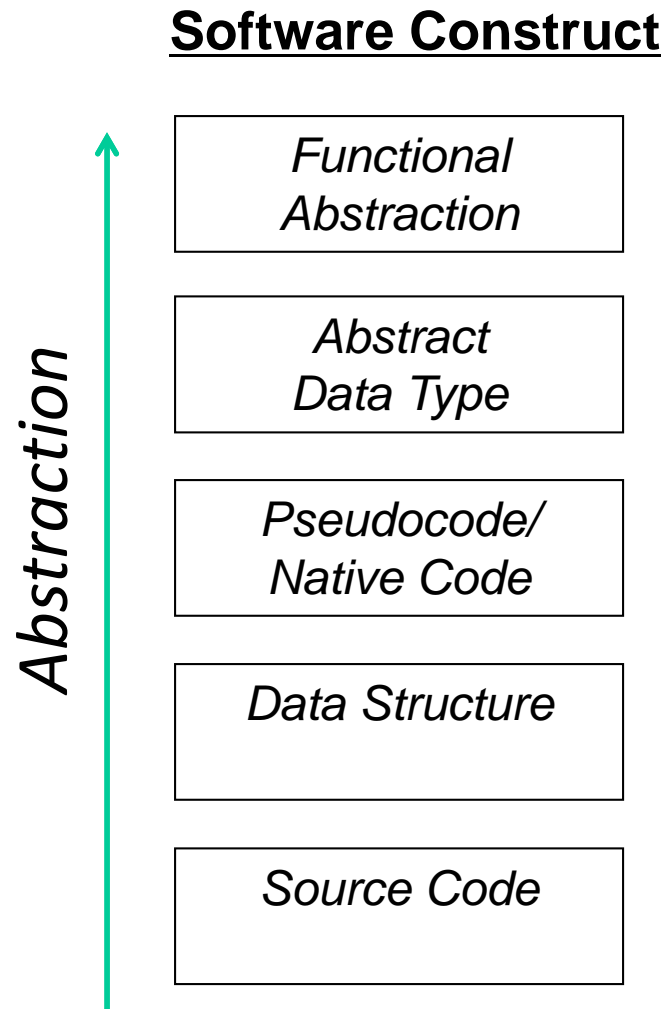 Software Construct
Functional
Abstraction
Abstract
Data Type
Pseudocode/
Native Code
Data Structure
Source Code
Abstraction